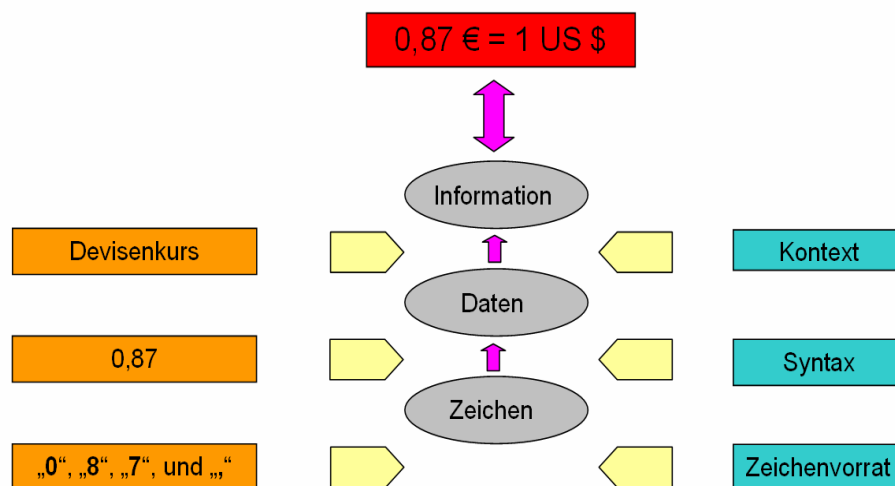 0,87 € = 1 US $
Information
Devisenkurs
Kontext
Daten
0,87
Syntax
Zeichen
„0“, „8“, „7“, und „,“
Zeichenvorrat